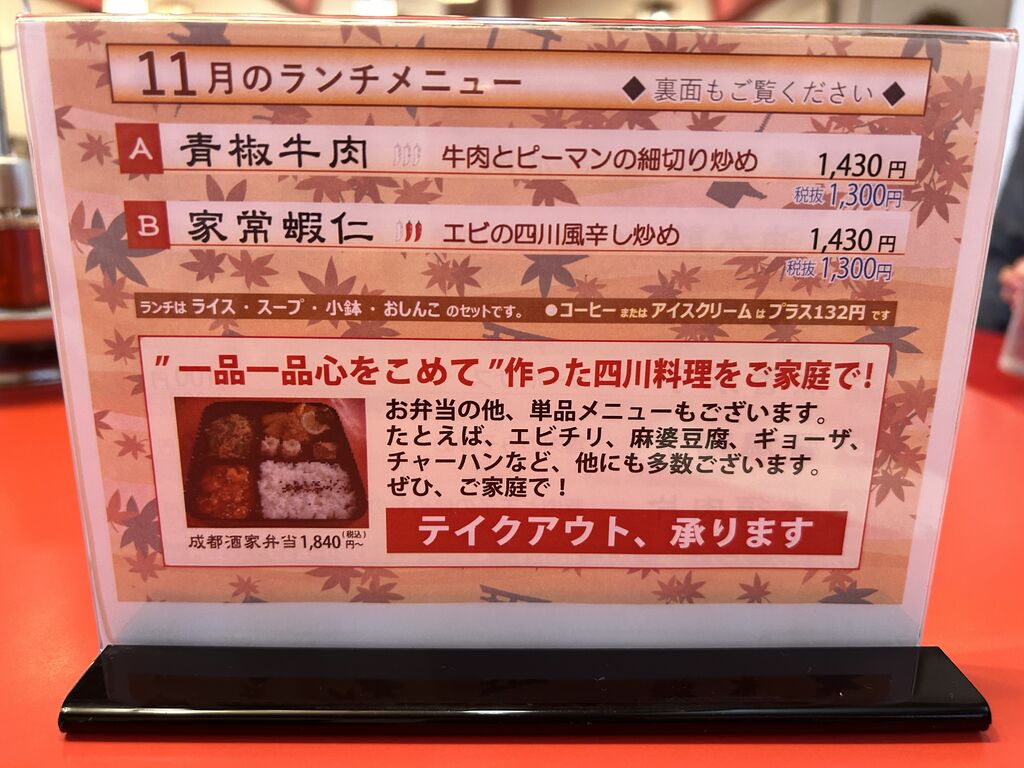 11月のランチメニュー ◆裏面もご覧ください◆
A 青椒牛肉 牛肉とピーマンの細切り炒め 1,430円
税抜1,300円
B 家常蝦仁 エビの四川風辛し炒め 1,430円
税抜1,300円
ランチは ライス・スープ・小鉢・おしんこ のセットです。 ●コーヒー または アイスクリーム は プラス132円 です
"一品一品心をこめて"作った四川料理をご家庭で!
お弁当の他、単品メニューもございます。
たとえば、エビチリ、麻婆豆腐、ギョーザ、
チャーハンなど、他にも多数ございます。
ぜひ、ご家庭で!
テイクアウト、承ります
成都酒家弁当1,840円~(税込)